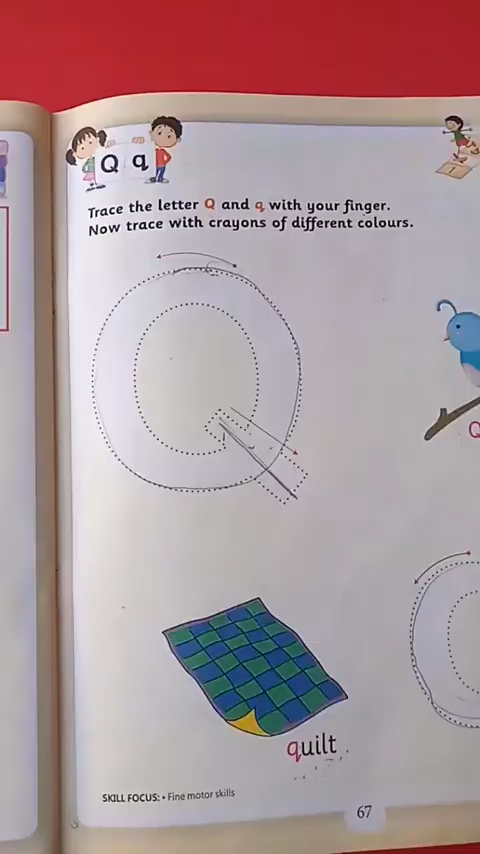 Q q
Trace the letter Q and q with your finger.
Now trace with crayons of different colours.
Q
quilt
SKILL FOCUS: • Fine motor skills
67